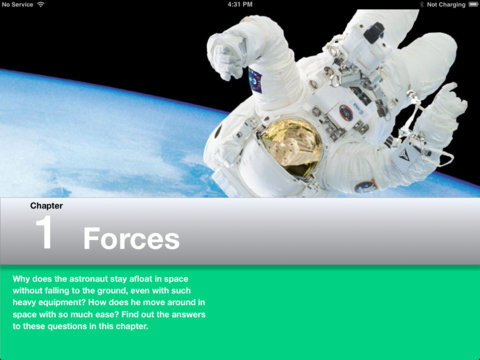 No Service 4:31 PM Not Charging
Chapter
1 Forces
Why does the astronaut stay afloat in space
without falling to the ground, even with such
heavy equipment? How does he move around in
space with so much ease? Find out the answers
to these questions in this chapter.